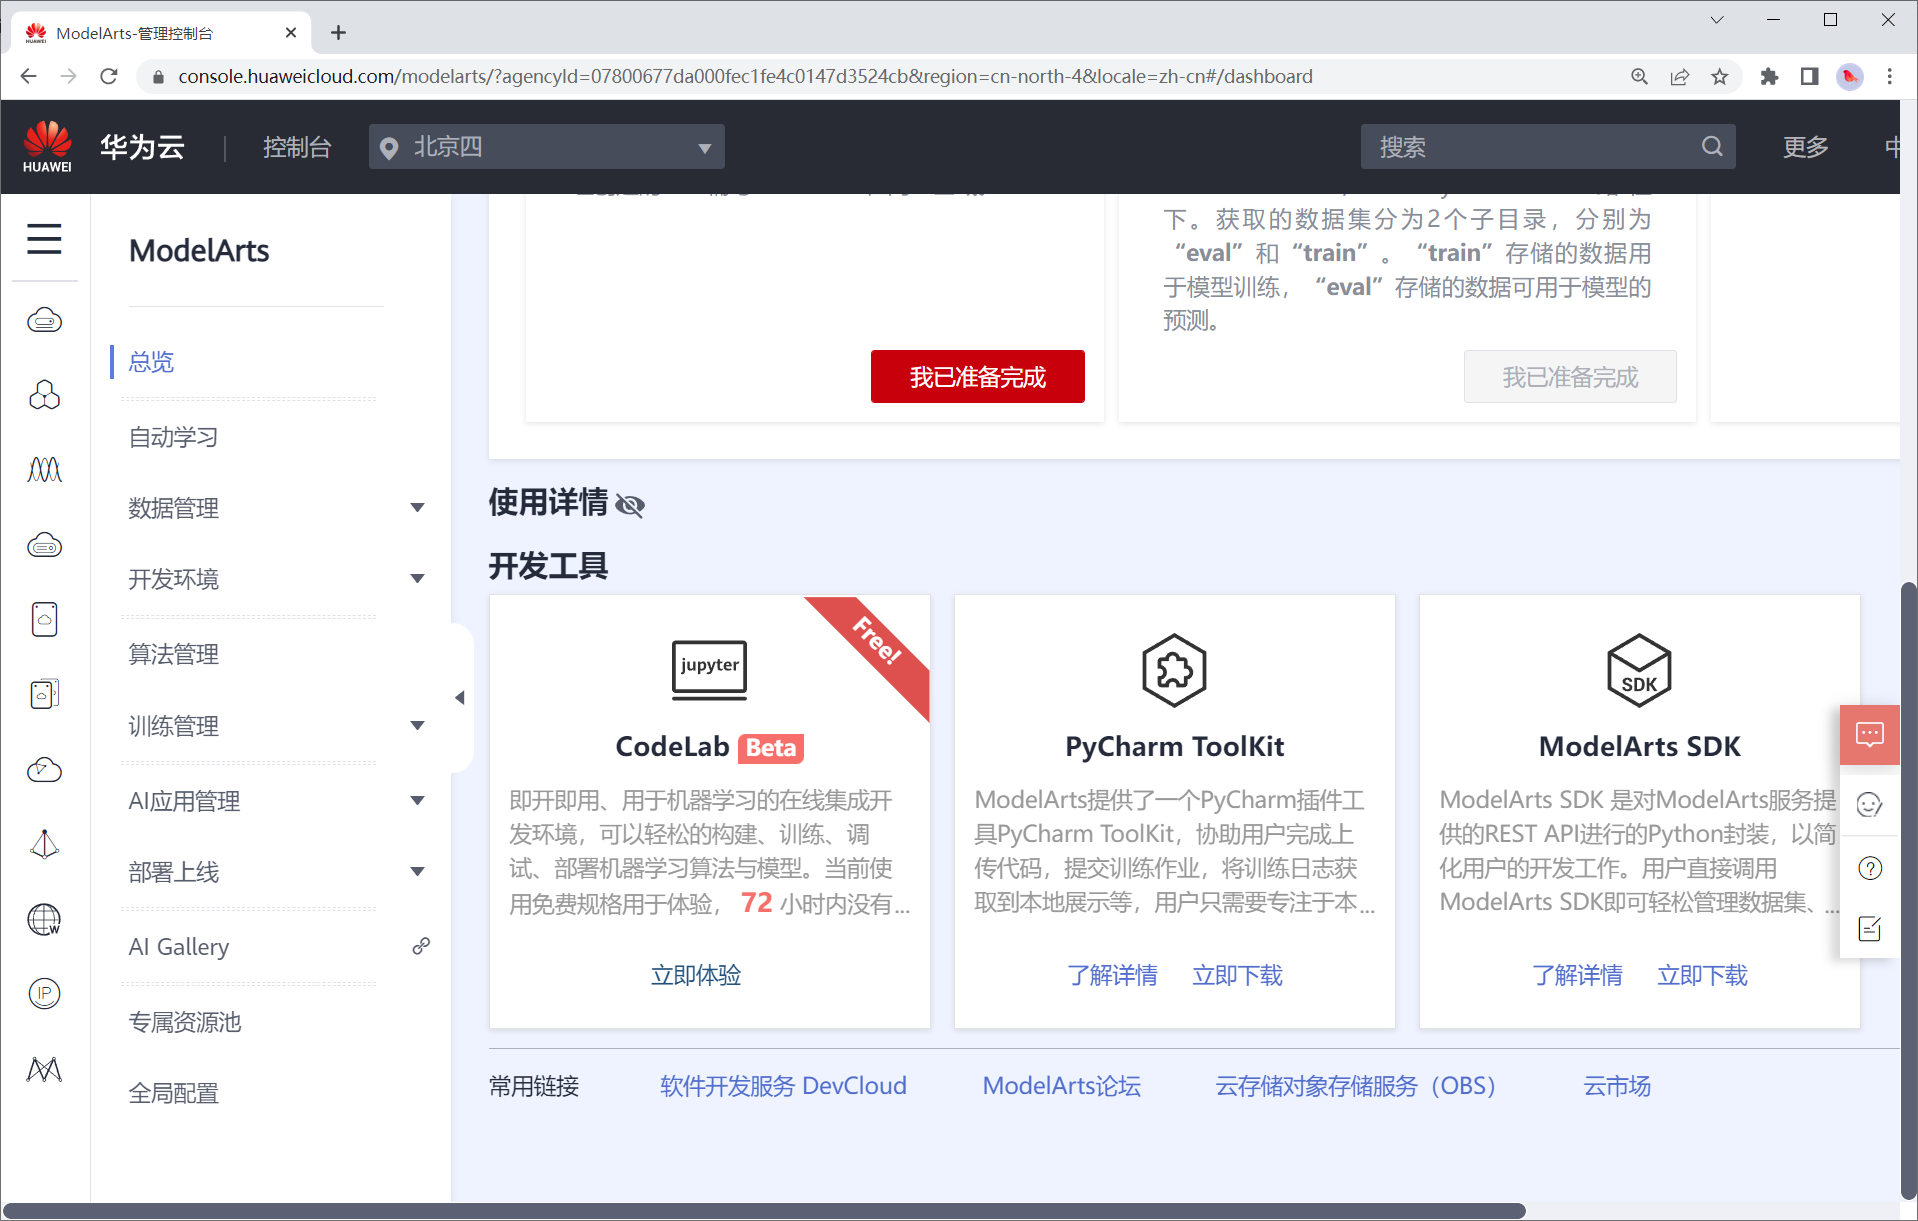 ModelArts-管理控制台
console.huaweicloud.com/modelarts/?agencyId=07800677da000fec1fe4c0147d3524cb&region=cn-north-4&locale=zh-cn#/dashboard
HUAWEI
华为云
控制台
北京四
搜索
更多
ModelArts
总览
自动学习
数据管理
开发环境
算法管理
训练管理
AI应用管理
部署上线
AI Gallery
专属资源池
全局配置
W
IP
下。获取的数据集分为2个子目录，分别为
“eval”和“train”。“train”存储的数据用
于模型训练，“eval”存储的数据可用于模型的
预测。
我已准备完成
我已准备完成
使用详情
开发工具
Free!
jupyter
CodeLab Beta
即开即用、用于机器学习的在线集成开
发环境，可以轻松的构建、训练、调
试、部署机器学习算法与模型。当前使
用免费规格用于体验， 72 小时内没有...
立即体验
PyCharm ToolKit
ModelArts提供了一个PyCharm插件工
具PyCharm ToolKit，协助用户完成上
传代码，提交训练作业，将训练日志获
取到本地展示等，用户只需要专注于本...
了解详情 立即下载
SDK
ModelArts SDK
ModelArts SDK 是对ModelArts服务提
供的REST API进行的Python封装，以简
化用户的开发工作。用户直接调用
ModelArts SDK即可轻松管理数据集、...
了解详情 立即下载
常用链接 软件开发服务 DevCloud ModelArts论坛 云存储对象存储服务（OBS） 云市场